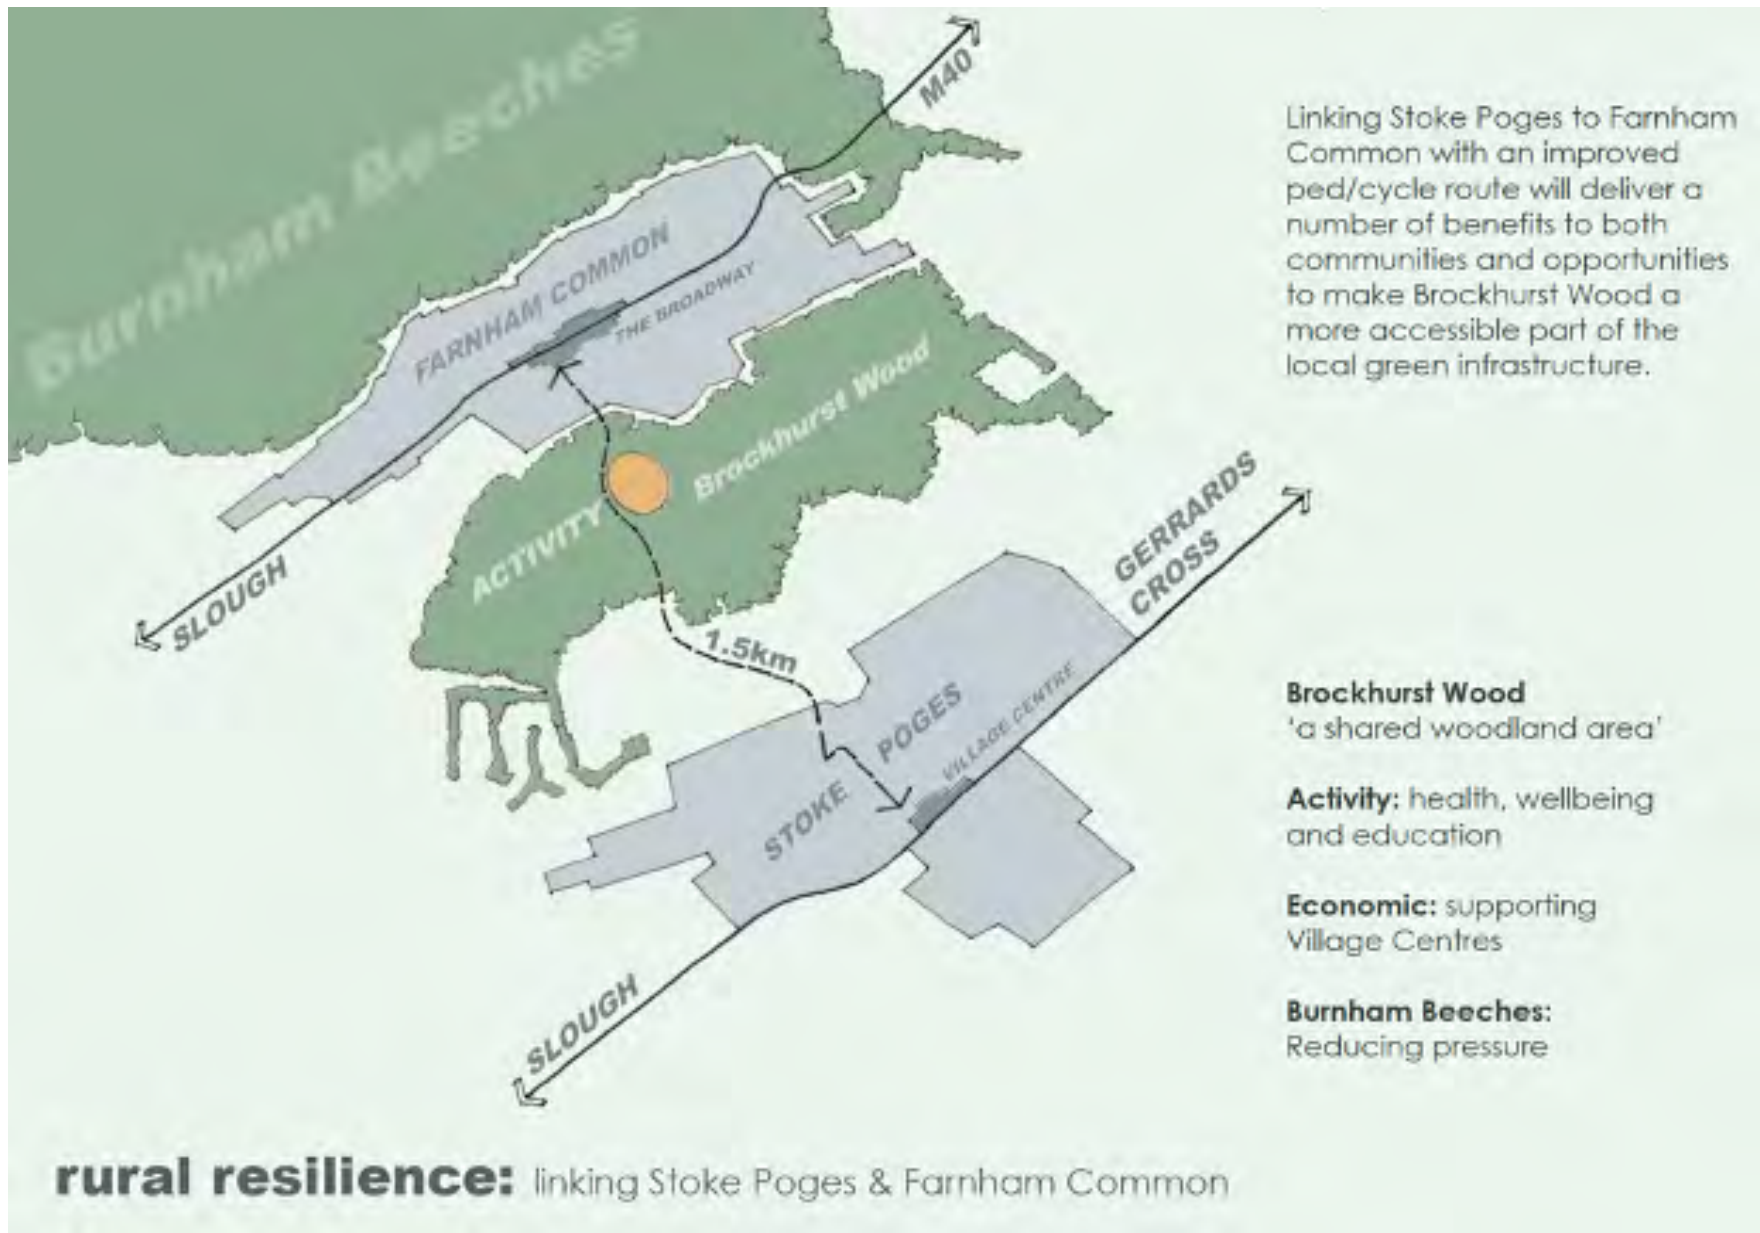 Burnham Beeches
M40
FARNHAM COMMON
THE BROADWAY
Brockhurst Wood
ACTIVITY
SLOUGH
1.5km
GERRARDS
CROSS
STOKE POGES
VILLAGE CENTRE
SLOUGH
Linking Stoke Poges to Farnham
Common with an improved
ped/cycle route will deliver a
number of benefits to both
communities and opportunities
to make Brockhurst Wood a
more accessible part of the
local green infrastructure.
Brockhurst Wood
‘a shared woodland area’
Activity: health, wellbeing
and education
Economic: supporting
Village Centres
Burnham Beeches:
Reducing pressure
rural resilience: linking Stoke Poges & Farnham Common